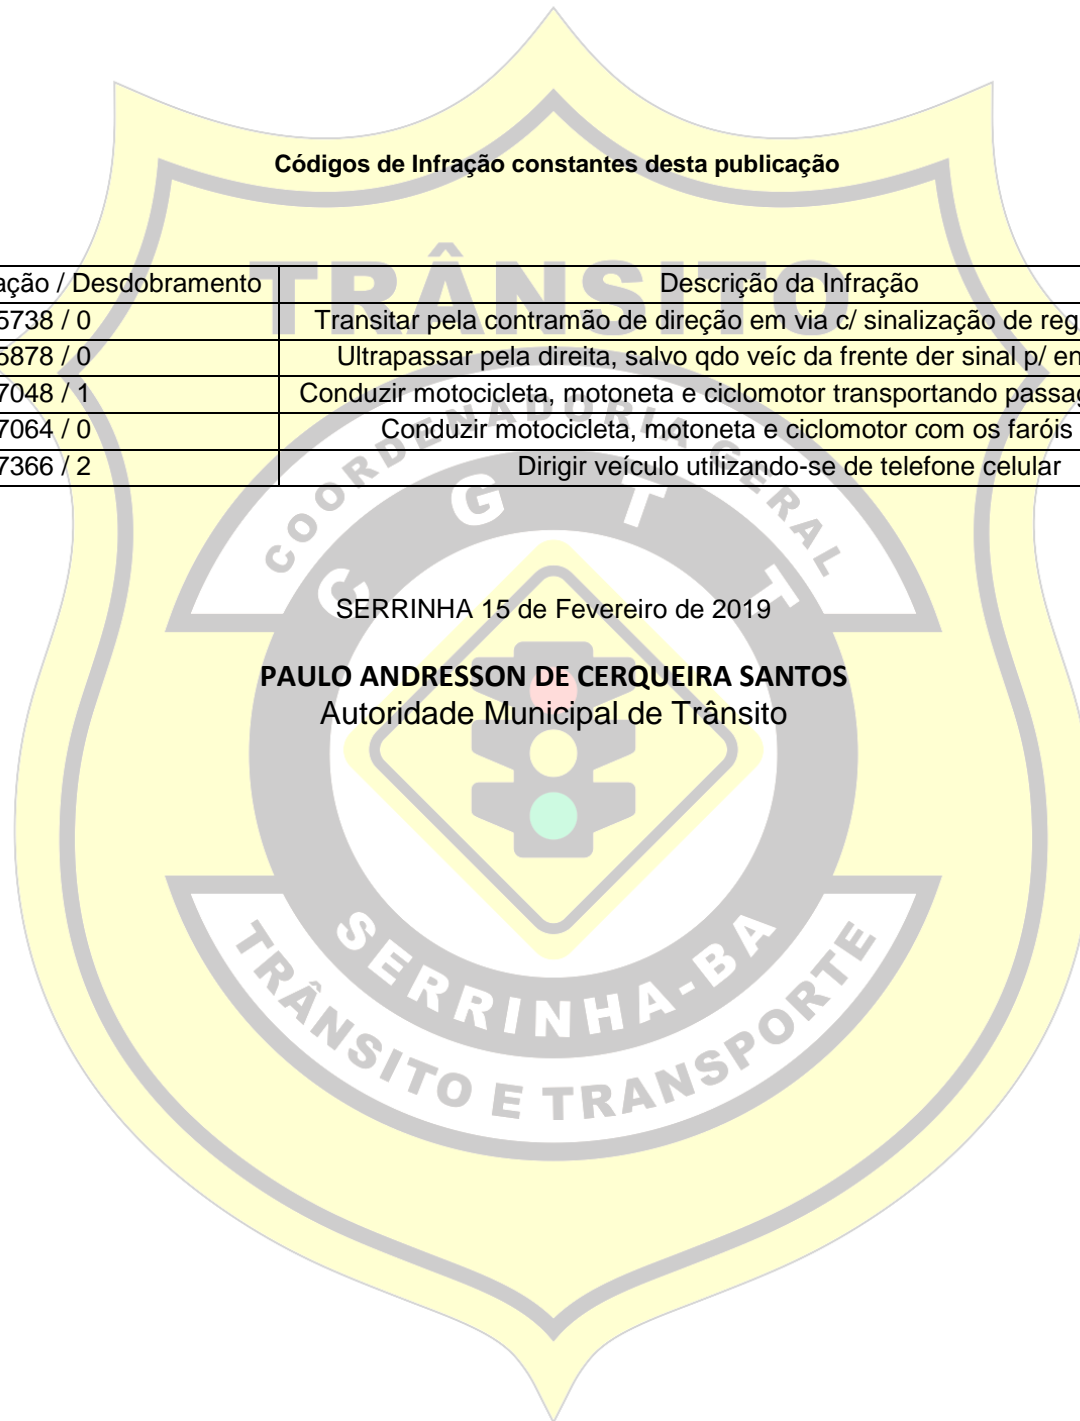 Códigos de Infração constantes desta publicação
TRÂNSITO
ação / Desdobramento Descrição da Infração
5738 / 0 Transitar pela contramão de direção em via c/ sinalização de reg
5878 / 0 Ultrapassar pela direita, salvo qdo veíc da frente der sinal p/ en
7048 / 1 Conduzir motocicleta, motoneta e ciclomotor transportando passag
7064 / 0 Conduzir motocicleta, motoneta e ciclomotor com os faróis
7366 / 2 Dirigir veículo utilizando-se de telefone celular
COORDENADORIA GERAL
C G T T
SERRINHA 15 de Fevereiro de 2019
PAULO ANDRESSON DE CERQUEIRA SANTOS
Autoridade Municipal de Trânsito
SERRINHA-BA
TRÂNSITO E TRANSPORTE